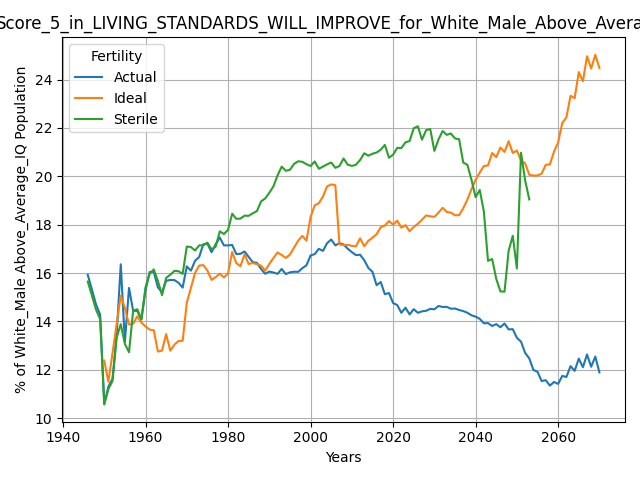 Score_5_in_LIVING_STANDARDS_WILL_IMPROVE_for_White_Male_Above_Avera
Fertility
Actual
Ideal
Sterile
% of White_Male Above_Average_IQ Population
24
22
20
18
16
14
12
10
1940
1960
1980
2000
2020
2040
2060
Years